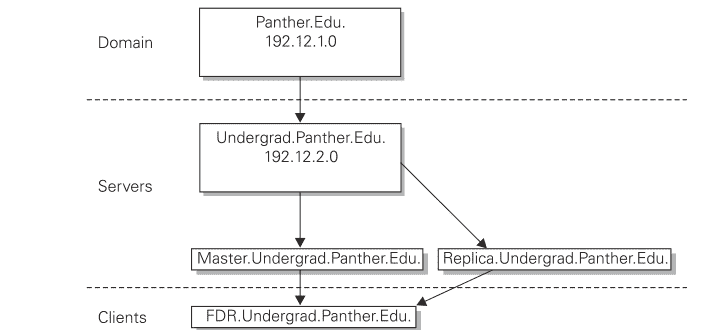 Domain
Panther.Edu.
192.12.1.0
Undergrad.Panther.Edu.
192.12.2.0
Servers
Master.Undergrad.Panther.Edu.
Replica.Undergrad.Panther.Edu.
Clients
FDR.Undergrad.Panther.Edu.